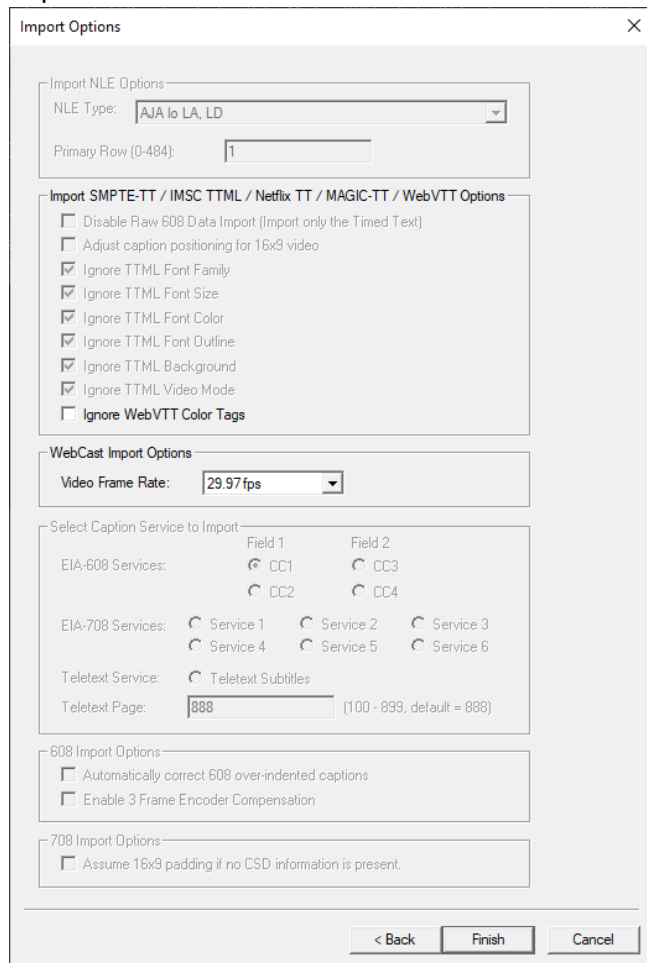 Import Options
Import NLE Options
NLE Type: AJA Io LA, LD
Primary Row (0-484): 1
Import SMPTE-TT / IMSC TTML / Netflix TT / MAGIC-TT / WebVTT Options
Disable Raw 608 Data Import (Import only the Timed Text)
Adjust caption positioning for 16x9 video
Ignore TTML Font Family
Ignore TTML Font Size
Ignore TTML Font Color
Ignore TTML Font Outline
Ignore TTML Background
Ignore TTML Video Mode
Ignore WebVTT Color Tags
WebCast Import Options
Video Frame Rate: 29.97 fps
Select Caption Service to Import
Field 1 Field 2
EIA-608 Services: CC1 CC3
CC2 CC4
EIA-708 Services: Service 1 Service 2 Service 3
Service 4 Service 5 Service 6
Teletext Service: Teletext Subtitles
Teletext Page: 888 (100 - 899, default = 888)
608 Import Options
Automatically correct 608 over-indented captions
Enable 3 Frame Encoder Compensation
708 Import Options
Assume 16x9 padding if no CSD information is present.
< Back Finish Cancel